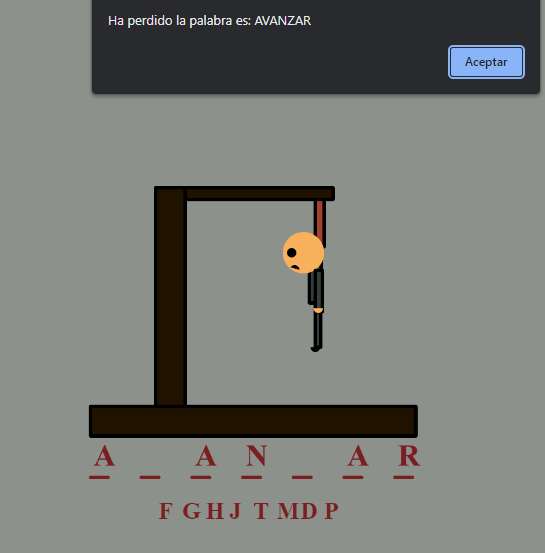 Ha perdido la palabra es: AVANZAR
Aceptar
A _ A N _ A R
F G H J T M D P